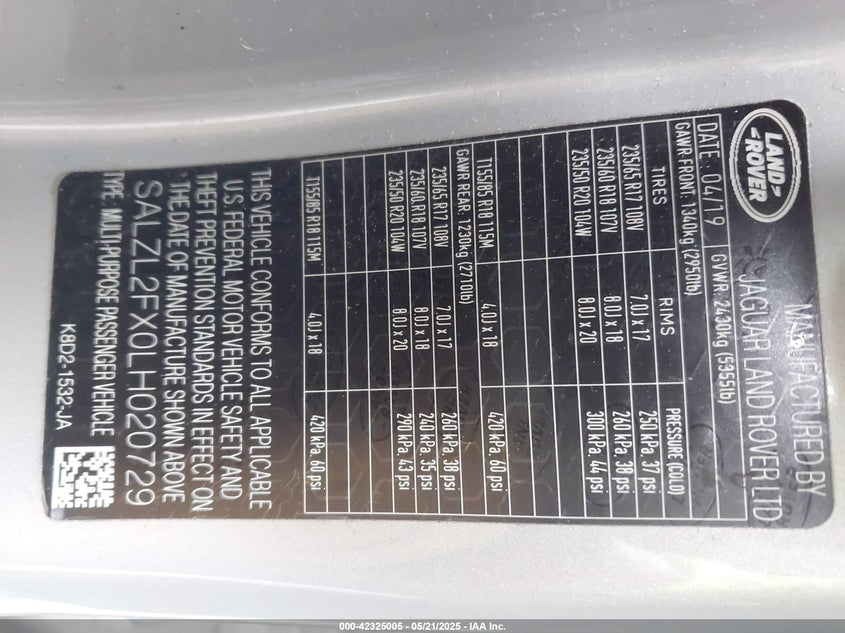 LAND
ROVER
MANUFACTURED BY
JAGUAR LAND ROVER LTD
DATE: 04/19 GVWR: 2430kg (5355lb)
GAWR FRONT: 1340kg (2950lb)
TIRES RIMS PRESSURE (COLD)
235/65 R17 108V 7.0J x 17 250 kPa, 37 psi
235/60 R18 107V 8.0J x 18 260 kPa, 38 psi
235/50 R20 104W 8.0J x 20 300 kPa, 44 psi
T155/85 R18 115M 4.0J x 18 420 kPa, 60 psi
GAWR REAR: 1230kg (2710lb)
235/65 R17 108V 7.0J x 17 260 kPa, 38 psi
235/60 R18 107V 8.0J x 18 240 kPa, 35 psi
235/50 R20 104W 8.0J x 20 290 kPa, 43 psi
T155/85 R18 115M 4.0J x 18 420 kPa, 60 psi
THIS VEHICLE CONFORMS TO ALL APPLICABLE
U.S FEDERAL MOTOR VEHICLE SAFETY AND
THEFT PREVENTION STANDARDS IN EFFECT ON
THE DATE OF MANUFACTURE SHOWN ABOVE
SALZL2FX0LH020729
TYPE: MULTI-PURPOSE PASSENGER VEHICLE
K8D2-1532-JA
000-42325005 - 05/21/2025 - IAA Inc.